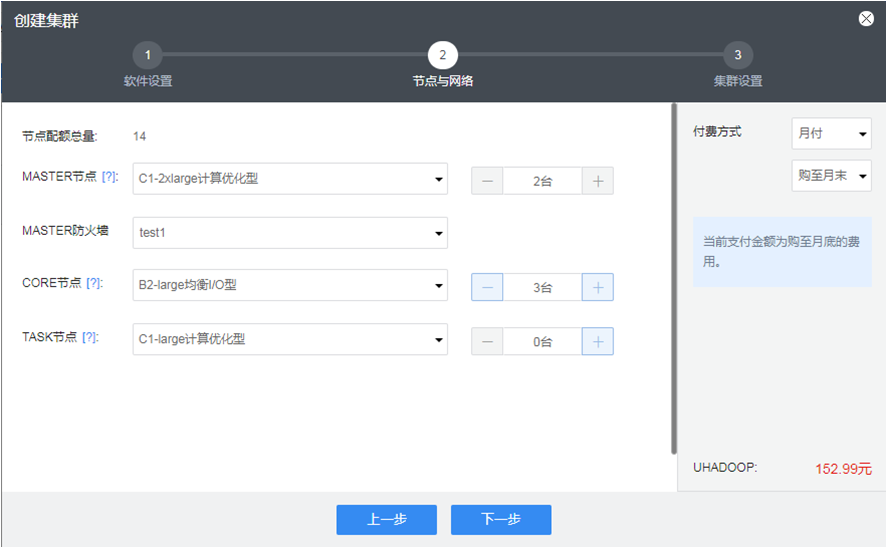 创建集群
1
2
3
软件设置
节点与网络
集群设置
节点配额总量: 14
MASTER节点 [?]: C1-2xlarge计算优化型 2台
MASTER防火墙 test1
CORE节点 [?]: B2-large均衡I/O型 3台
TASK节点 [?]: C1-large计算优化型 0台
付费方式 月付
购至月末
当前支付金额为购至月底的费
用。
UHADOOP: 152.99元
上一步 下一步